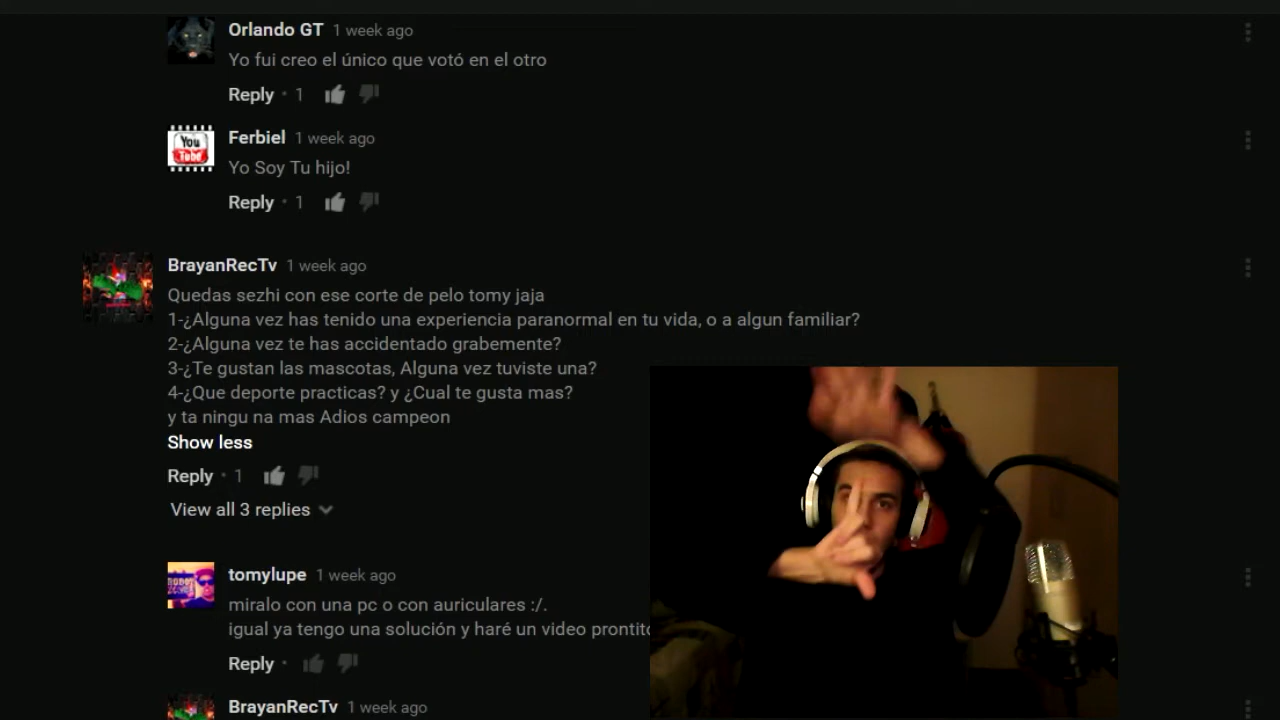 Orlando GT 1 week ago
Yo fui creo el único que votó en el otro
Reply · 1
You
Tube
Ferbiel 1 week ago
Yo Soy Tu hijo!
Reply · 1
BrayanRecTv 1 week ago
Quedas sezhi con ese corte de pelo tomy jaja
1-¿Alguna vez has tenido una experiencia paranormal en tu vida, o a algun familiar?
2-¿Alguna vez te has accidentado grabemente?
3-¿Te gustan las mascotas, Alguna vez tuviste una?
4-¿Que deporte practicas? y ¿Cual te gusta mas?
y ta ningu na mas Adios campeon
Show less
Reply · 1
View all 3 replies
tomylupe 1 week ago
miralo con una pc o con auriculares :/.
igual ya tengo una solución y haré un video prontito
Reply ·
BrayanRecTv 1 week ago